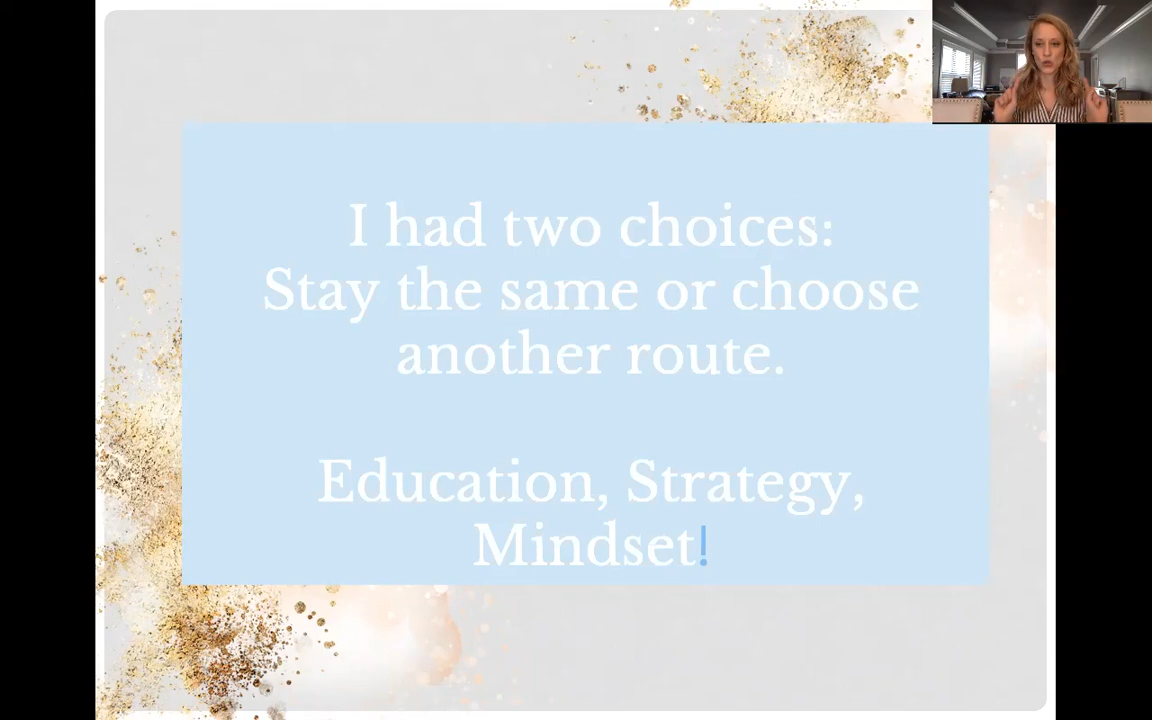 I had two choices:
Stay the same or choose
another route.
Education, Strategy,
Mindset!